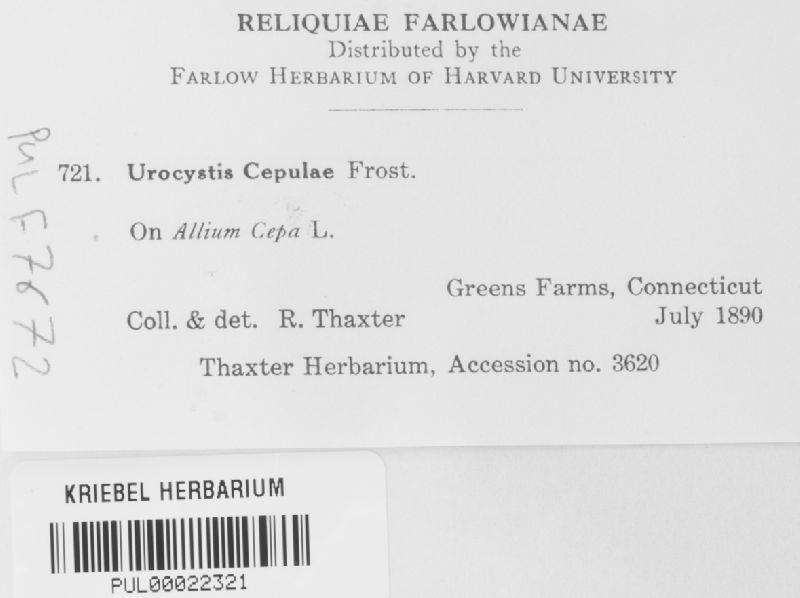 RELIQUIAE FARLOWIANAE
Distributed by the
FARLOW HERBARIUM OF HARVARD UNIVERSITY
721. Urocystis Cepulae Frost.
On Allium Cepa L.
Greens Farms, Connecticut
Coll. & det. R. Thaxter July 1890
Thaxter Herbarium, Accession no. 3620
PUL F7672
KRIEBEL HERBARIUM
PUL00022321